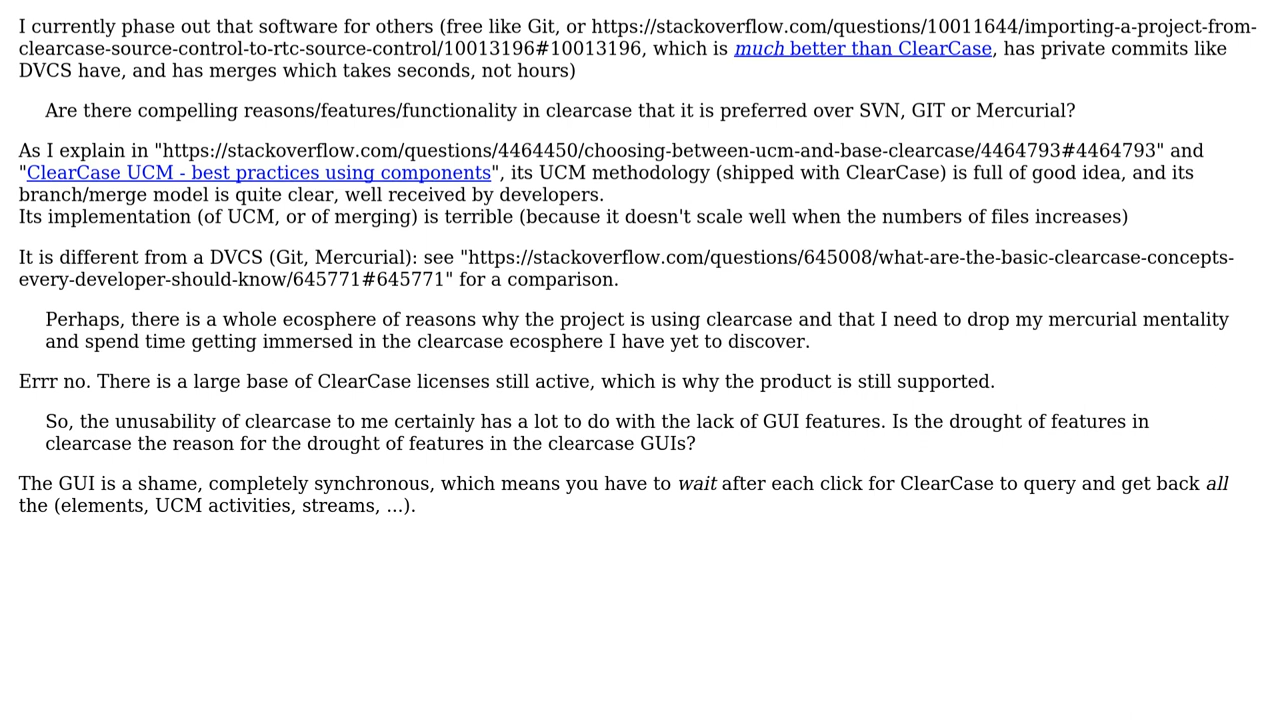 I currently phase out that software for others (free like Git, or https://stackoverflow.com/questions/10011644/importing-a-project-from-
clearcase-source-control-to-rtc-source-control/10013196#10013196, which is much better than ClearCase, has private commits like
DVCS have, and has merges which takes seconds, not hours)
Are there compelling reasons/features/functionality in clearcase that it is preferred over SVN, GIT or Mercurial?
As I explain in "https://stackoverflow.com/questions/4464450/choosing-between-ucm-and-base-clearcase/4464793#4464793" and
"ClearCase UCM - best practices using components", its UCM methodology (shipped with ClearCase) is full of good idea, and its
branch/merge model is quite clear, well received by developers.
Its implementation (of UCM, or of merging) is terrible (because it doesn't scale well when the numbers of files increases)
It is different from a DVCS (Git, Mercurial): see "https://stackoverflow.com/questions/645008/what-are-the-basic-clearcase-concepts-
every-developer-should-know/645771#645771" for a comparison.
Perhaps, there is a whole ecosphere of reasons why the project is using clearcase and that I need to drop my mercurial mentality
and spend time getting immersed in the clearcase ecosphere I have yet to discover.
Errr no. There is a large base of ClearCase licenses still active, which is why the product is still supported.
So, the unusability of clearcase to me certainly has a lot to do with the lack of GUI features. Is the drought of features in
clearcase the reason for the drought of features in the clearcase GUIs?
The GUI is a shame, completely synchronous, which means you have to wait after each click for ClearCase to query and get back all
the (elements, UCM activities, streams, ...).